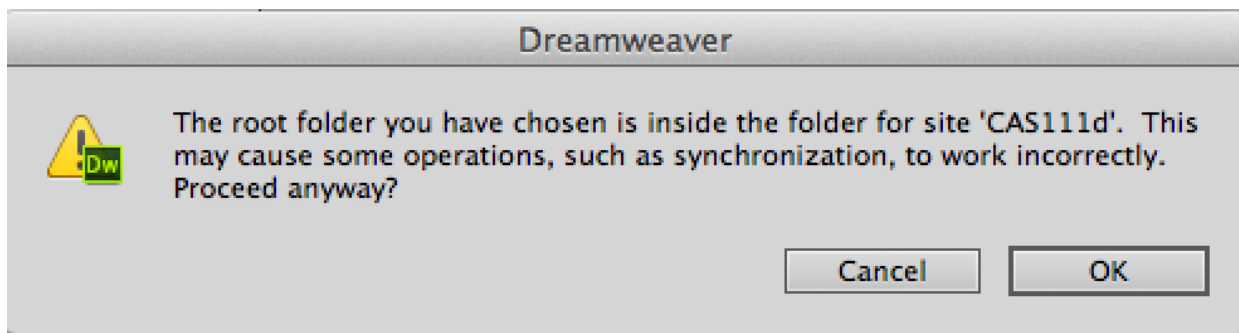 Dreamweaver
The root folder you have chosen is inside the folder for site 'CAS111d'.  This
may cause some operations, such as synchronization, to work incorrectly.
Proceed anyway?
Dw
Cancel
OK